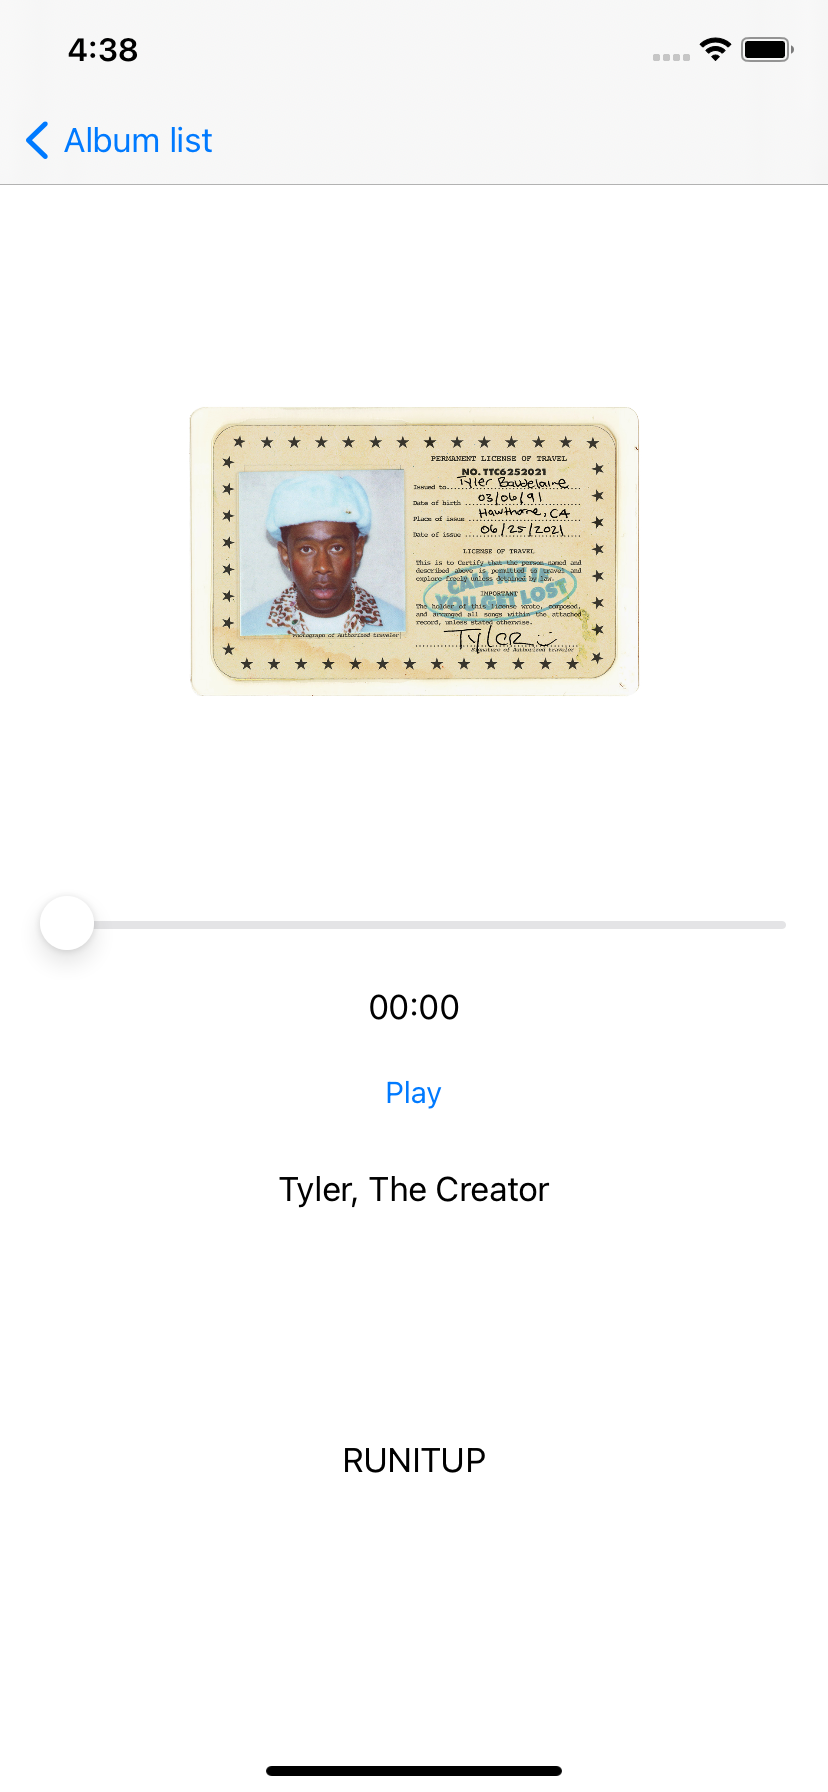 4:38
Album list
PERMANENT LICENSE OF TRAVEL
NO. TTC6252021
Issued to Tyler Baudelaire
Date of birth 03/06/91
Place of issue Hawthorne, CA
Date of issue 06/25/2021
LICENSE OF TRAVEL
This is to Certify that the person named and
described above is permitted to travel and
explore freely unless detained by law.
IMPORTANT
The holder of this license wrote, composed,
and arranged all songs within the attached
record, unless stated otherwise.
CALL ME IF
YOU GET LOST
Tyler
Photograph of Authorized traveler
Signature of Authorized traveler
00:00
Play
Tyler, The Creator
RUNITUP